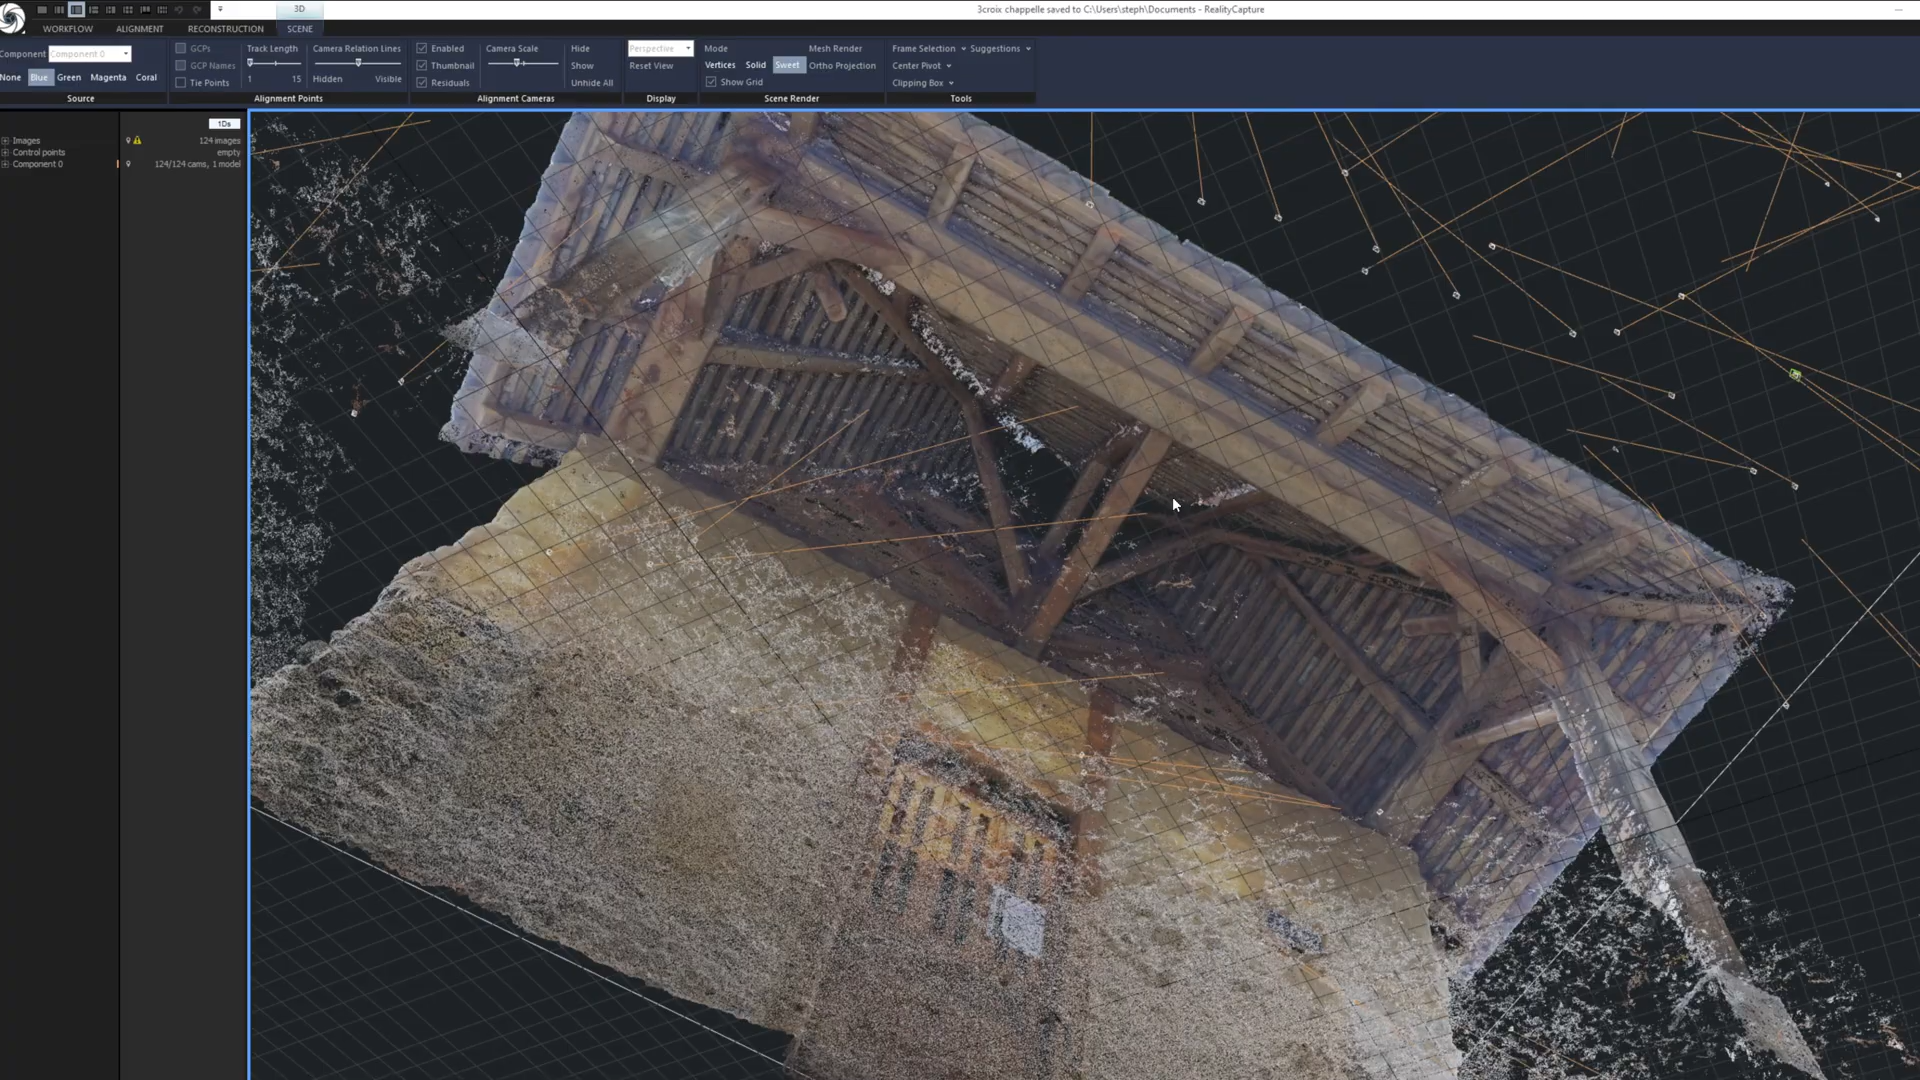 3D
3croix chappelle saved to C:\Users\steph\Documents - RealityCapture
WORKFLOW ALIGNMENT RECONSTRUCTION SCENE
Component Component 0
None Blue Green Magenta Coral
Source
GCPs
GCP Names
Tie Points
Track Length
1 15
Camera Relation Lines
Hidden Visible
Alignment Points
Enabled
Thumbnail
Residuals
Camera Scale
Hide
Show
Unhide All
Alignment Cameras
Perspective
Reset View
Display
Mode
Vertices Solid Sweet
Show Grid
Mesh Render
Ortho Projection
Scene Render
Frame Selection Suggestions
Center Pivot
Clipping Box
Tools
1Ds
Images 124 images
Control points empty
Component 0 124/124 cams, 1 model